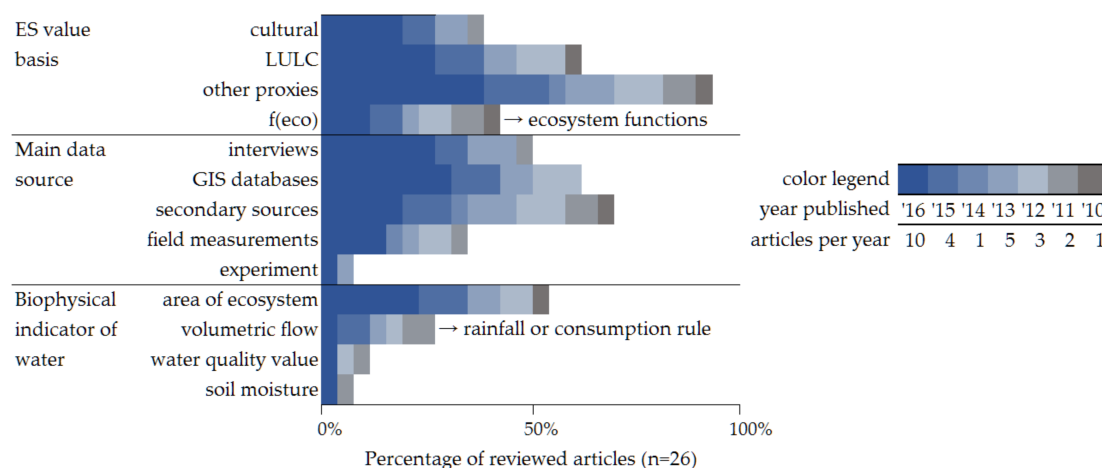 ES value cultural
basis LULC
other proxies
f(eco) → ecosystem functions
Main data interviews
source GIS databases
secondary sources
field measurements
experiment
Biophysical area of ecosystem
indicator of volumetric flow → rainfall or consumption rule
water water quality value
soil moisture
0% 50% 100%
Percentage of reviewed articles (n=26)
color legend
year published '16 '15 '14 '13 '12 '11 '10
articles per year 10 4 1 5 3 2 1